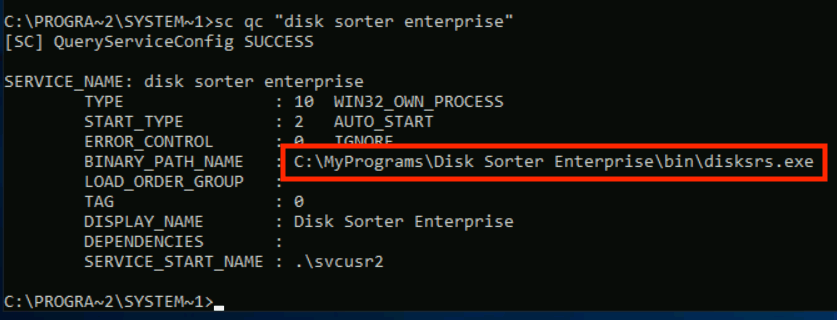 C:\PROGRA~2\SYSTEM~1>sc qc "disk sorter enterprise"
[SC] QueryServiceConfig SUCCESS
SERVICE_NAME: disk sorter enterprise
TYPE : 10 WIN32_OWN_PROCESS
START_TYPE : 2 AUTO_START
ERROR_CONTROL : 0 IGNORE
BINARY_PATH_NAME : C:\MyPrograms\Disk Sorter Enterprise\bin\disksrs.exe
LOAD_ORDER_GROUP :
TAG : 0
DISPLAY_NAME : Disk Sorter Enterprise
DEPENDENCIES :
SERVICE_START_NAME : .\svcusr2
C:\PROGRA~2\SYSTEM~1>